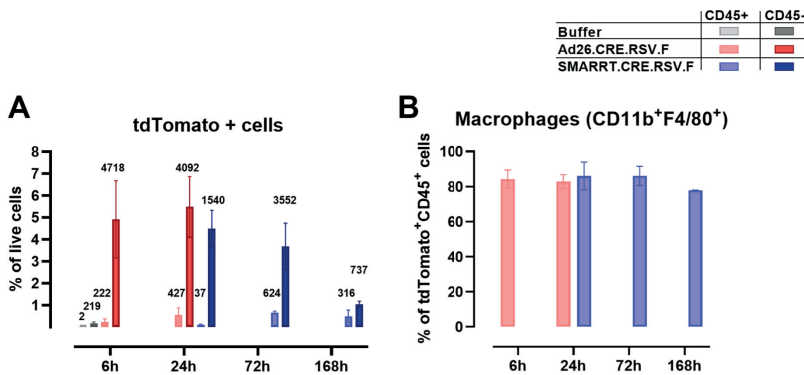 CD45+ CD45-
Buffer
Ad26.CRE.RSV.F
SMARRT.CRE.RSV.F
A
tdTomato + cells
% of live cells
8
7
6
5
4
3
2
1
2
219
222
4718
427
4092
37
1540
624
3552
316
737
6h 24h 72h 168h
B
Macrophages (CD11b⁺F4/80⁺)
% of tdTomato⁺CD45⁺ cells
100
80
60
40
20
0
6h 24h 72h 168h